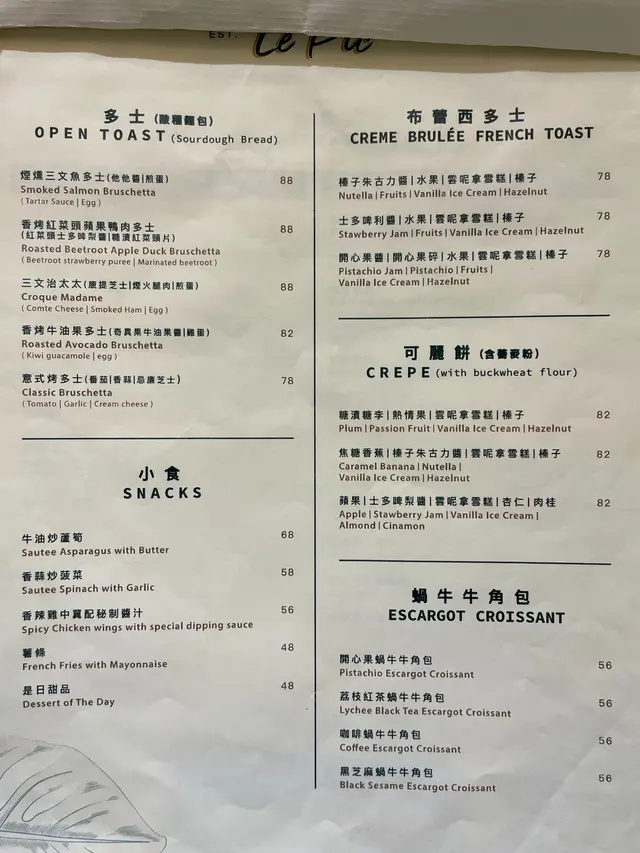 EST.
Le Pic
多士 (酸種麵包)
OPEN TOAST (Sourdough Bread)
煙燻三文魚多士(他他醬|煎蛋) 88
Smoked Salmon Bruschetta
( Tartar Sauce | Egg )
香烤紅菜頭蘋果鴨肉多士 88
(紅菜頭士多啤梨醬|醃漬紅菜頭片)
Roasted Beetroot Apple Duck Bruschetta
( Beetroot strawberry puree | Marinated beetroot )
三文治太太(康提芝士|煙火腿肉|煎蛋) 88
Croque Madame
( Comte Cheese | Smoked Ham | Egg )
香烤牛油果多士(奇異果牛油果醬|雞蛋) 82
Roasted Avocado Bruschetta
( Kiwi guacamole | egg )
意式烤多士(番茄|香蒜|忌廉芝士) 78
Classic Bruschetta
( Tomato | Garlic | Cream cheese )
小食
SNACKS
牛油炒蘆筍 68
Sautee Asparagus with Butter
香蒜炒菠菜 58
Sautee Spinach with Garlic
香辣雞中翼配秘制醬汁 56
Spicy Chicken wings with special dipping sauce
薯條 48
French Fries with Mayonnaise
是日甜品 48
Dessert of The Day
布蕾西多士
CREME BRULÉE FRENCH TOAST
榛子朱古力醬|水果|雲呢拿雪糕|榛子 78
Nutella | Fruits | Vanilla Ice Cream | Hazelnut
士多啤利醬|水果|雲呢拿雪糕|榛子 78
Stawberry Jam | Fruits | Vanilla Ice Cream | Hazelnut
開心果醬|開心果碎|水果|雲呢拿雪糕|榛子 78
Pistachio Jam | Pistachio | Fruits |
Vanilla Ice Cream | Hazelnut
可麗餅 (含蕎麥粉)
CREPE (with buckwheat flour)
糖漬糖李|熱情果|雲呢拿雪糕|榛子 82
Plum | Passion Fruit | Vanilla Ice Cream | Hazelnut
焦糖香蕉|榛子朱古力醬|雲呢拿雪糕|榛子 82
Caramel Banana | Nutella |
Vanilla Ice Cream | Hazelnut
蘋果|士多啤梨醬|雲呢拿雪糕|杏仁|肉桂 82
Apple | Stawberry Jam | Vanilla Ice Cream |
Almond | Cinamon
蝸牛牛角包
ESCARGOT CROISSANT
開心果蝸牛牛角包 56
Pistachio Escargot Croissant
荔枝紅茶蝸牛牛角包 56
Lychee Black Tea Escargot Croissant
咖啡蝸牛牛角包 56
Coffee Escargot Croissant
黑芝麻蝸牛牛角包 56
Black Sesame Escargot Croissant